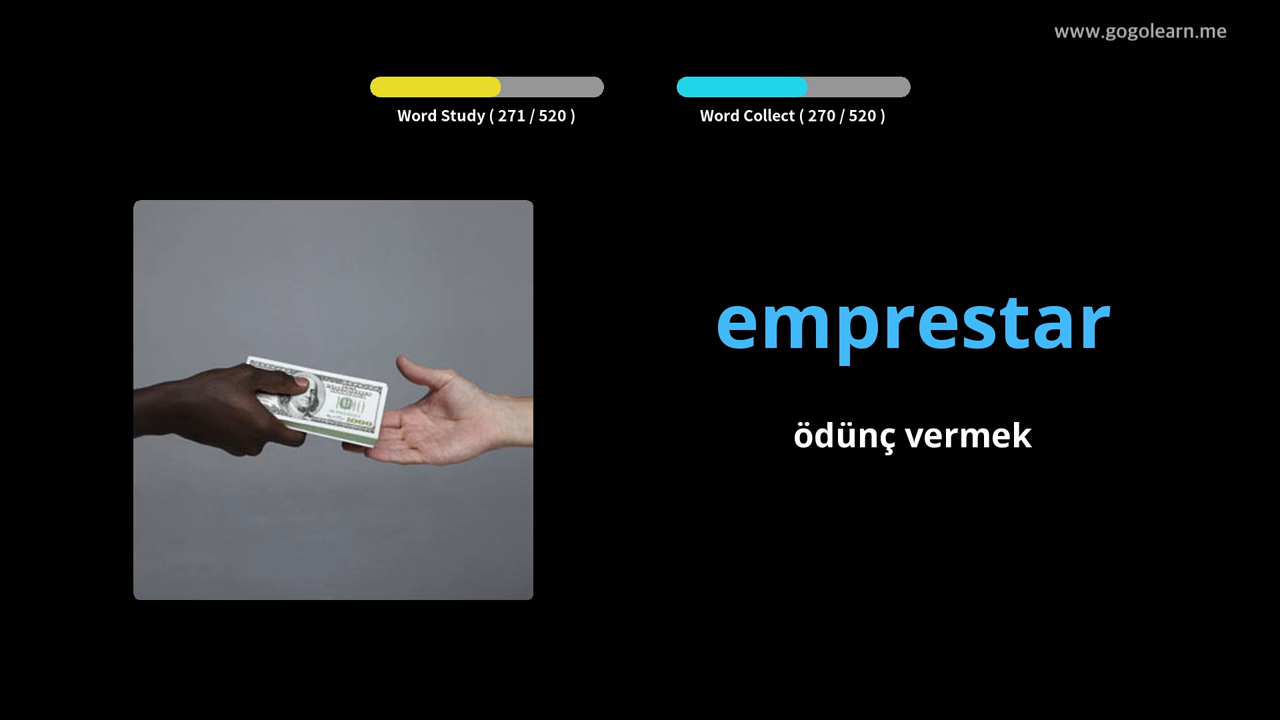 www.gogolearn.me
Word Study ( 271 / 520 )
Word Collect ( 270 / 520 )
emprestar
ödünç vermek